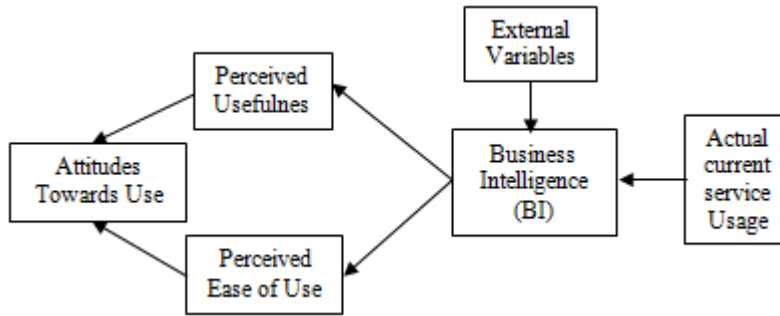 External
Variables
Perceived
Usefulnes
Business
Intelligence
(BI)
Actual
current
service
Usage
Attitudes
Towards Use
Perceived
Ease of Use